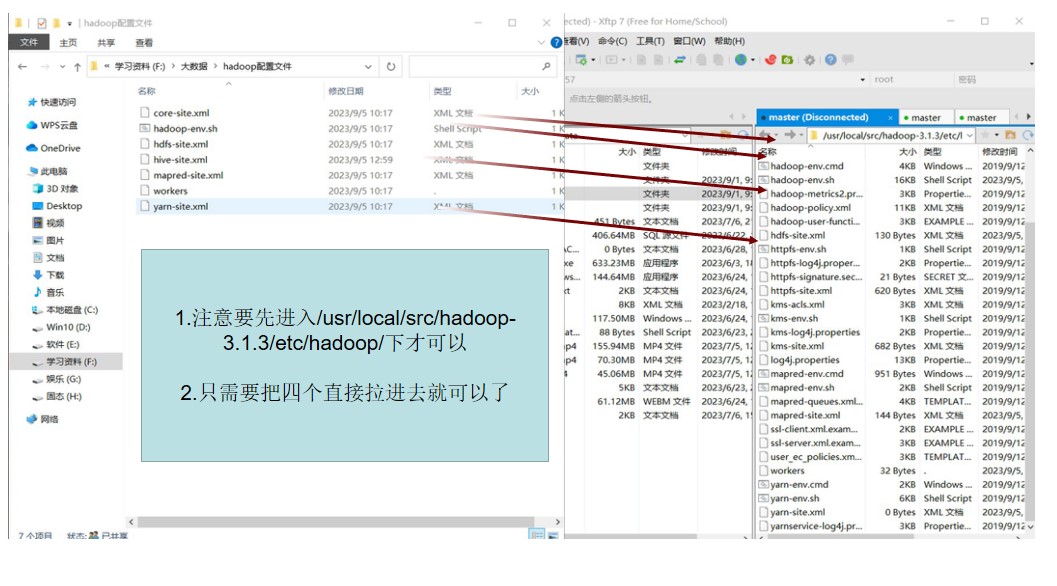 hadoop配置文件
文件 主页 共享 查看
« 学习资料 (F:) > 大数据 > hadoop配置文件
快速访问
WPS云盘
OneDrive
此电脑
3D 对象
Desktop
视频
图片
文档
下载
音乐
本地磁盘 (C:)
Win10 (D:)
软件 (E:)
学习资料 (F:)
娱乐 (G:)
固态 (H:)
网络
7 个项目 状态: 已共享
名称 修改日期 类型 大小
core-site.xml 2023/9/5 10:17 XML 文档 1 K
hadoop-env.sh 2023/9/5 10:17 Shell Script 1 K
hdfs-site.xml 2023/9/5 10:17 XML 文档 1 K
hive-site.xml 2023/9/5 12:59 XML 文档 1 K
mapred-site.xml 2023/9/5 10:17 XML 文档 1 K
workers 2023/9/5 10:17 . 1 K
yarn-site.xml 2023/9/5 10:17 XML 文档 1 K
1.注意要先进入/usr/local/src/hadoop-
3.1.3/etc/hadoop/下才可以
2.只需要把四个直接拉进去就可以了
ected) - Xftp 7 (Free for Home/School)
查看(V) 命令(C) 工具(T) 窗口(W) 帮助(H)
57 root 密码
点击左侧的箭头按钮。
大小 类型 修改时间
文件夹
文件夹 2023/9/1, 9:
文件夹 2023/9/1, 9:
文件夹 2023/9/1, 9:
451 Bytes 文本文档 2023/7/6, 2
406.64MB SQL 源文件 2023/6/22,
AC... 0 Bytes 文本文档 2023/6/28,
xe 633.23MB 应用程序 2023/6/3, 18
ws... 144.64MB 应用程序 2023/6/24,
xt 2KB 文本文档 2023/6/24,
8KB XML 文档 2023/2/18,
117.50MB Windows... 2023/6/24,
at... 88 Bytes Shell Script 2023/6/23,
mp4 155.94MB MP4 文件 2023/7/5, 12
mp4 70.30MB MP4 文件 2023/7/5, 12
4 45.06MB MP4 文件 2023/7/5, 12
5KB 文本文档 2023/6/23,
61.12MB WEBM 文件 2023/6/24,
2KB 文本文档 2023/7/6, 15
master (Disconnected) × master master
/usr/local/src/hadoop-3.1.3/etc/l
名称 大小 类型 修改时间
hadoop-env.cmd 4KB Windows ... 2019/9/12
hadoop-env.sh 16KB Shell Script 2023/9/5,
hadoop-metrics2.pr... 3KB Propertie... 2019/9/12
hadoop-policy.xml 11KB XML 文档 2019/9/12
hadoop-user-functi... 3KB EXAMPLE ... 2019/9/12
hdfs-site.xml 130 Bytes XML 文档 2023/9/5,
httpfs-env.sh 1KB Shell Script 2019/9/12
httpfs-log4j.proper... 2KB Propertie... 2019/9/12
httpfs-signature.sec... 21 Bytes SECRET 文... 2019/9/12
httpfs-site.xml 620 Bytes XML 文档 2019/9/12
kms-acls.xml 3KB XML 文档 2019/9/12
kms-env.sh 1KB Shell Script 2019/9/12
kms-log4j.properties 2KB Propertie... 2019/9/12
kms-site.xml 682 Bytes XML 文档 2019/9/12
log4j.properties 13KB Propertie... 2019/9/12
mapred-env.cmd 951 Bytes Windows ... 2019/9/12
mapred-env.sh 2KB Shell Script 2019/9/12
mapred-queues.xml... 4KB TEMPLAT... 2019/9/12
mapred-site.xml 144 Bytes XML 文档 2023/9/5,
ssl-client.xml.exam... 2KB EXAMPLE ... 2019/9/12
ssl-server.xml.exam... 3KB EXAMPLE ... 2019/9/12
user_ec_policies.xm... 3KB TEMPLAT... 2019/9/12
workers 32 Bytes . 2023/9/5,
yarn-env.cmd 2KB Windows ... 2019/9/12
yarn-env.sh 6KB Shell Script 2019/9/12
yarn-site.xml 0 Bytes XML 文档 2023/9/5,
yarnservice-log4j.pr... 3KB Propertie... 2019/9/12